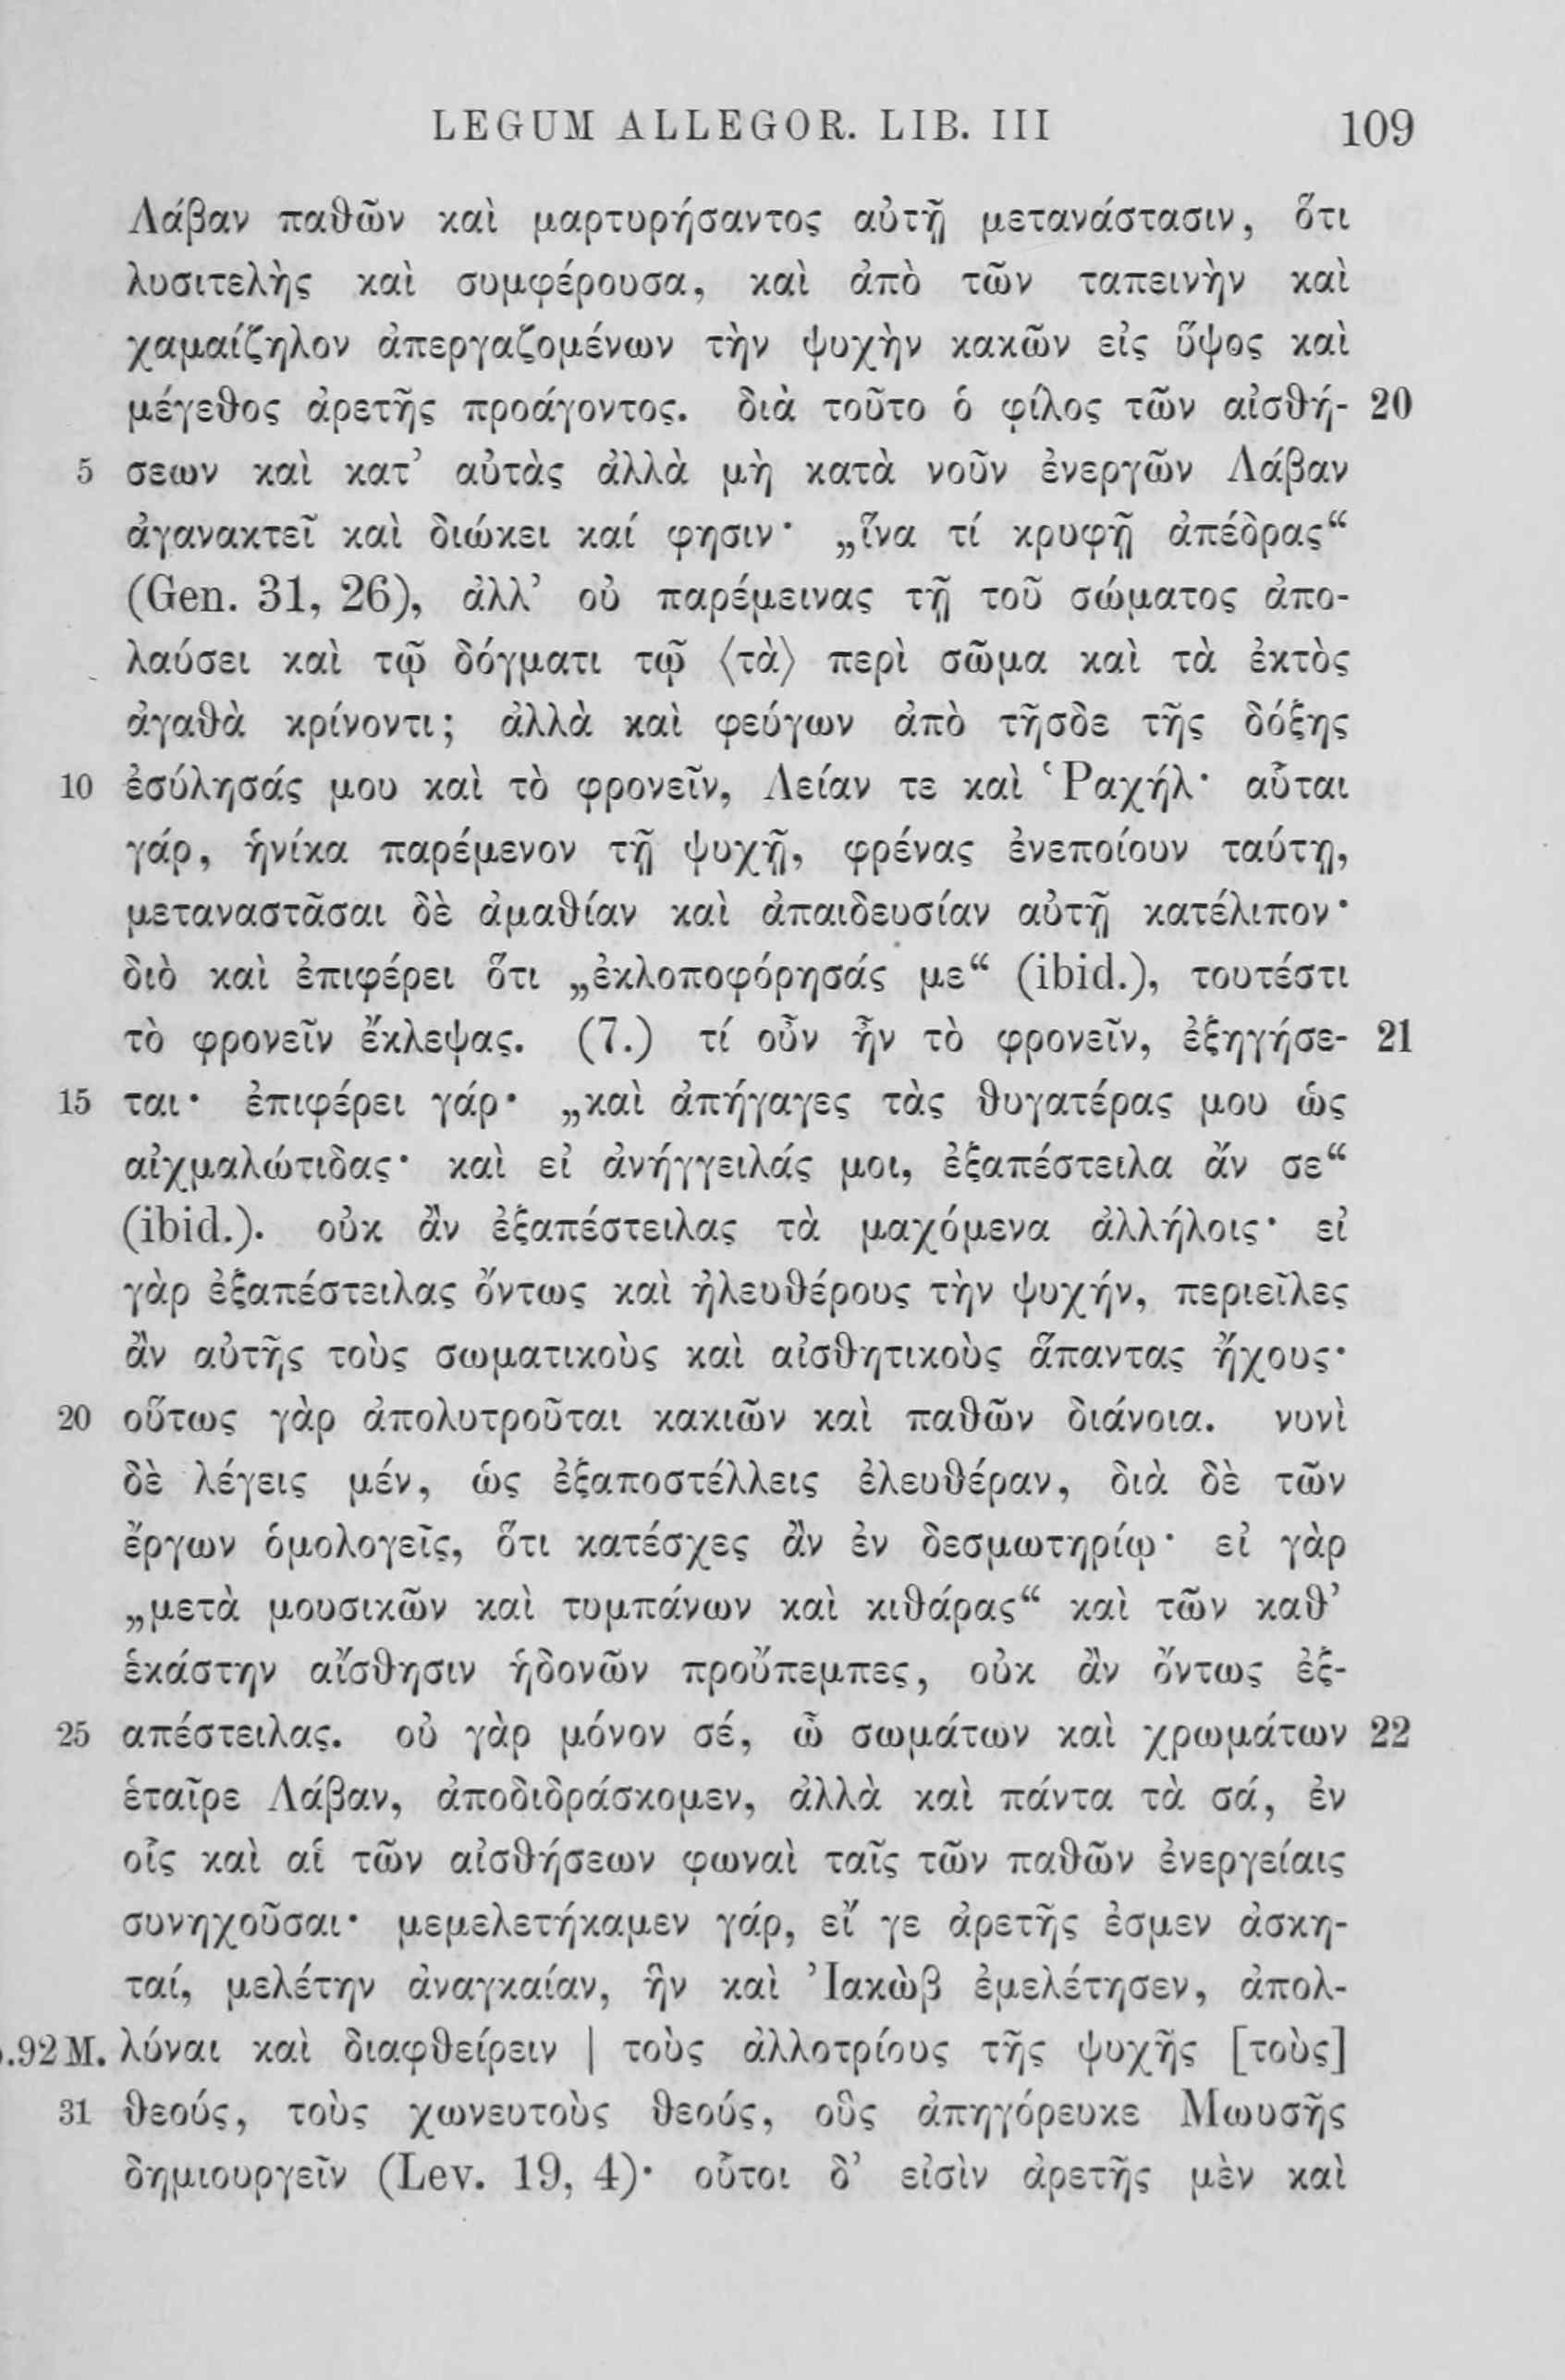 LEGUM ALLEGOR. LIB. III 109
Λάβαν παθῶν καὶ μαρτυρήσαντος αὐτῇ μετανάστασιν, ὅτι
λυσιτελὴς καὶ συμφέρουσα, καὶ ἀπὸ τῶν ταπεινὴν καὶ
χαμαίζηλον ἀπεργαζομένων τὴν ψυχὴν κακῶν εἰς ὕψος καὶ
μέγεθος ἀρετῆς προάγοντος. διὰ τοῦτο ὁ φίλος τῶν αἰσθή- 20
5 σεων καὶ κατ’ αὐτὰς ἀλλὰ μὴ κατὰ νοῦν ἐνεργῶν Λάβαν
ἀγανακτεῖ καὶ διώκει καί φησιν· „ἵνα τί κρυφῇ ἀπέδρας“
(Gen. 31, 26), ἀλλ’ οὐ παρέμεινας τῇ τοῦ σώματος ἀπο-
λαύσει καὶ τῷ δόγματι τῷ ⟨τὰ⟩ περὶ σῶμα καὶ τὰ ἐκτὸς
ἀγαθὰ κρίνοντι; ἀλλὰ καὶ φεύγων ἀπὸ τῆσδε τῆς δόξης
10 ἐσύλησάς μου καὶ τὸ φρονεῖν, Λείαν τε καὶ Ῥαχήλ· αὗται
γάρ, ἡνίκα παρέμενον τῇ ψυχῇ, φρένας ἐνεποίουν ταύτῃ,
μεταναστᾶσαι δὲ ἀμαθίαν καὶ ἀπαιδευσίαν αὐτῇ κατέλιπον·
διὸ καὶ ἐπιφέρει ὅτι „ἐκλοποφόρησάς με“ (ibid.), τουτέστι
τὸ φρονεῖν ἔκλεψας. (7.) τί οὖν ἦν τὸ φρονεῖν, ἐξηγήσε- 21
15 ται· ἐπιφέρει γάρ· „καὶ ἀπήγαγες τὰς θυγατέρας μου ὡς
αἰχμαλώτιδας· καὶ εἰ ἀνήγγειλάς μοι, ἐξαπέστειλα ἄν σε“
(ibid.). οὐκ ἂν ἐξαπέστειλας τὰ μαχόμενα ἀλλήλοις· εἰ
γὰρ ἐξαπέστειλας ὄντως καὶ ἠλευθέρους τὴν ψυχήν, περιεῖλες
ἂν αὐτῆς τοὺς σωματικοὺς καὶ αἰσθητικοὺς ἅπαντας ἤχους·
20 οὕτως γὰρ ἀπολυτροῦται κακιῶν καὶ παθῶν διάνοια. νυνὶ
δὲ λέγεις μέν, ὡς ἐξαποστέλλεις ἐλευθέραν, διὰ δὲ τῶν
ἔργων ὁμολογεῖς, ὅτι κατέσχες ἂν ἐν δεσμωτηρίῳ· εἰ γὰρ
„μετὰ μουσικῶν καὶ τυμπάνων καὶ κιθάρας“ καὶ τῶν καθ’
ἑκάστην αἴσθησιν ἡδονῶν προὔπεμπες, οὐκ ἂν ὄντως ἐξ-
25 απέστειλας. οὐ γὰρ μόνον σέ, ὦ σωμάτων καὶ χρωμάτων 22
ἑταῖρε Λάβαν, ἀποδιδράσκομεν, ἀλλὰ καὶ πάντα τὰ σά, ἐν
οἷς καὶ αἱ τῶν αἰσθήσεων φωναὶ ταῖς τῶν παθῶν ἐνεργείαις
συνηχοῦσαι· μεμελετήκαμεν γάρ, εἴ γε ἀρετῆς ἐσμεν ἀσκη-
ταί, μελέτην ἀναγκαίαν, ἣν καὶ Ἰακὼβ ἐμελέτησεν, ἀπολ-
.92 M. λύναι καὶ διαφθείρειν | τοὺς ἀλλοτρίους τῆς ψυχῆς [τοὺς]
31 θεούς, τοὺς χωνευτοὺς θεούς, οὓς ἀπηγόρευκε Μωυσῆς
δημιουργεῖν (Lev. 19, 4)· οὗτοι δ’ εἰσὶν ἀρετῆς μὲν καὶ